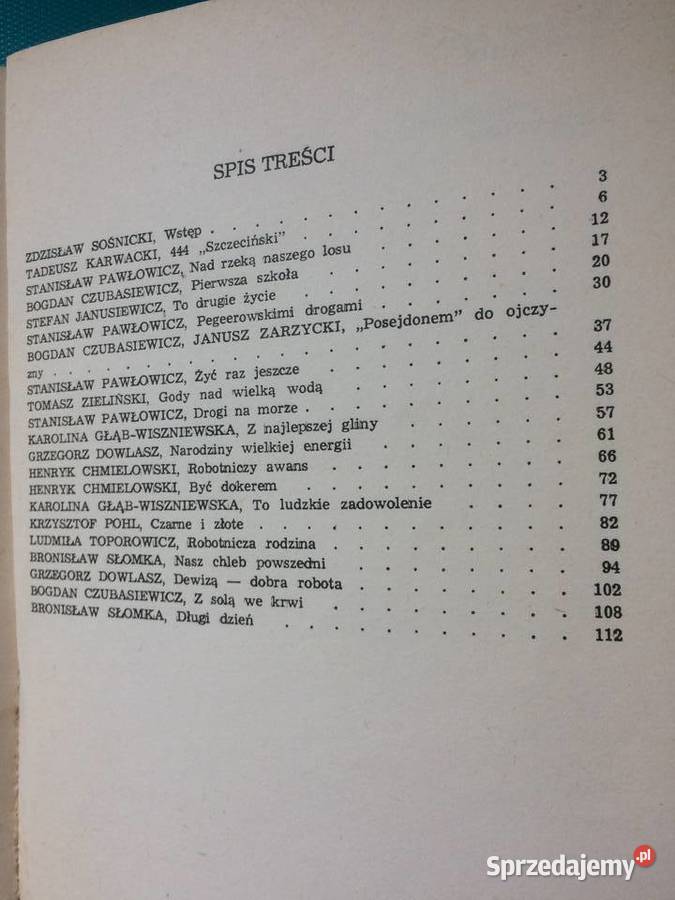 SPIS TREŚCI
ZDZISŁAW SOŚNICKI, Wstęp . . . . . . . . . . 3
TADEUSZ KARWACKI, 444 „Szczeciński” . . . . . . . 6
STANISŁAW PAWŁOWICZ, Nad rzeką naszego losu . . . . . 12
BOGDAN CZUBASIEWICZ, Pierwsza szkoła . . . . . . 17
STEFAN JANUSIEWICZ, To drugie życie . . . . . . . 20
STANISŁAW PAWŁOWICZ, Pegeerowskimi drogami . . . . . 30
BOGDAN CZUBASIEWICZ, JANUSZ ZARZYCKI, „Posejdonem” do ojczy-
zny . . . . . . . . . . . . . . . . 37
STANISŁAW PAWŁOWICZ, Żyć raz jeszcze . . . . . . . 44
TOMASZ ZIELIŃSKI, Gody nad wielką wodą . . . . . . 48
STANISŁAW PAWŁOWICZ, Drogi na morze . . . . . . . 53
KAROLINA GŁĄB-WISZNIEWSKA, Z najlepszej gliny . . . . . 57
GRZEGORZ DOWLASZ, Narodziny wielkiej energii . . . . . 61
HENRYK CHMIELOWSKI, Robotniczy awans . . . . . . . 66
HENRYK CHMIELOWSKI, Być dokerem . . . . . . . 72
KAROLINA GŁĄB-WISZNIEWSKA, To ludzkie zadowolenie . . . . 77
KRZYSZTOF POHL, Czarne i złote . . . . . . . . . 82
LUDMIŁA TOPOROWICZ, Robotnicza rodzina . . . . . . 89
BRONISŁAW SŁOMKA, Nasz chleb powszedni . . . . . . 94
GRZEGORZ DOWLASZ, Dewizą — dobra robota . . . . . . 102
BOGDAN CZUBASIEWICZ, Z solą we krwi . . . . . . . 108
BRONISŁAW SŁOMKA, Długi dzień . . . . . . . . . 112
Sprzedajemy.pl